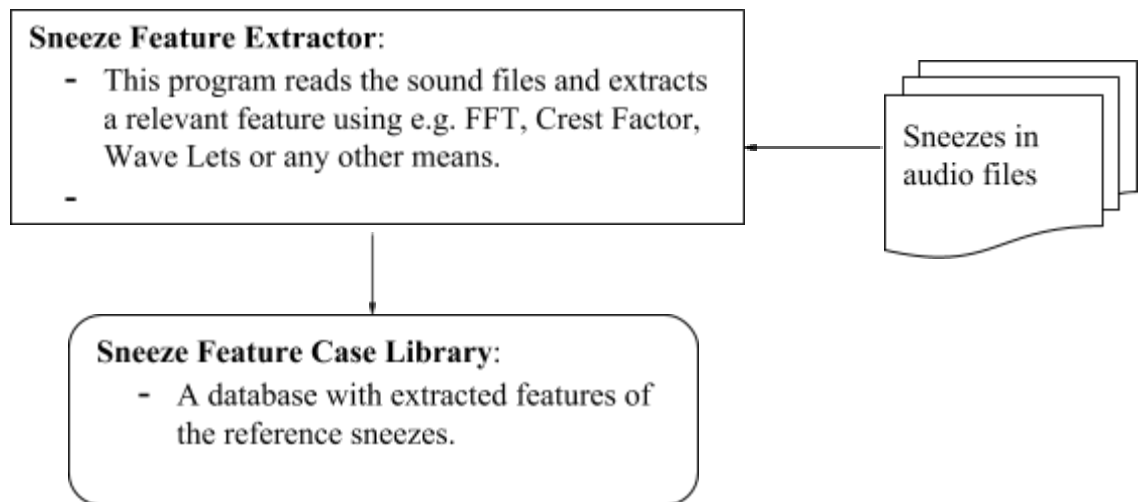 Sneeze Feature Extractor:
- This program reads the sound files and extracts
a relevant feature using e.g. FFT, Crest Factor,
Wave Lets or any other means.
-
Sneezes in
audio files
Sneeze Feature Case Library:
- A database with extracted features of
the reference sneezes.